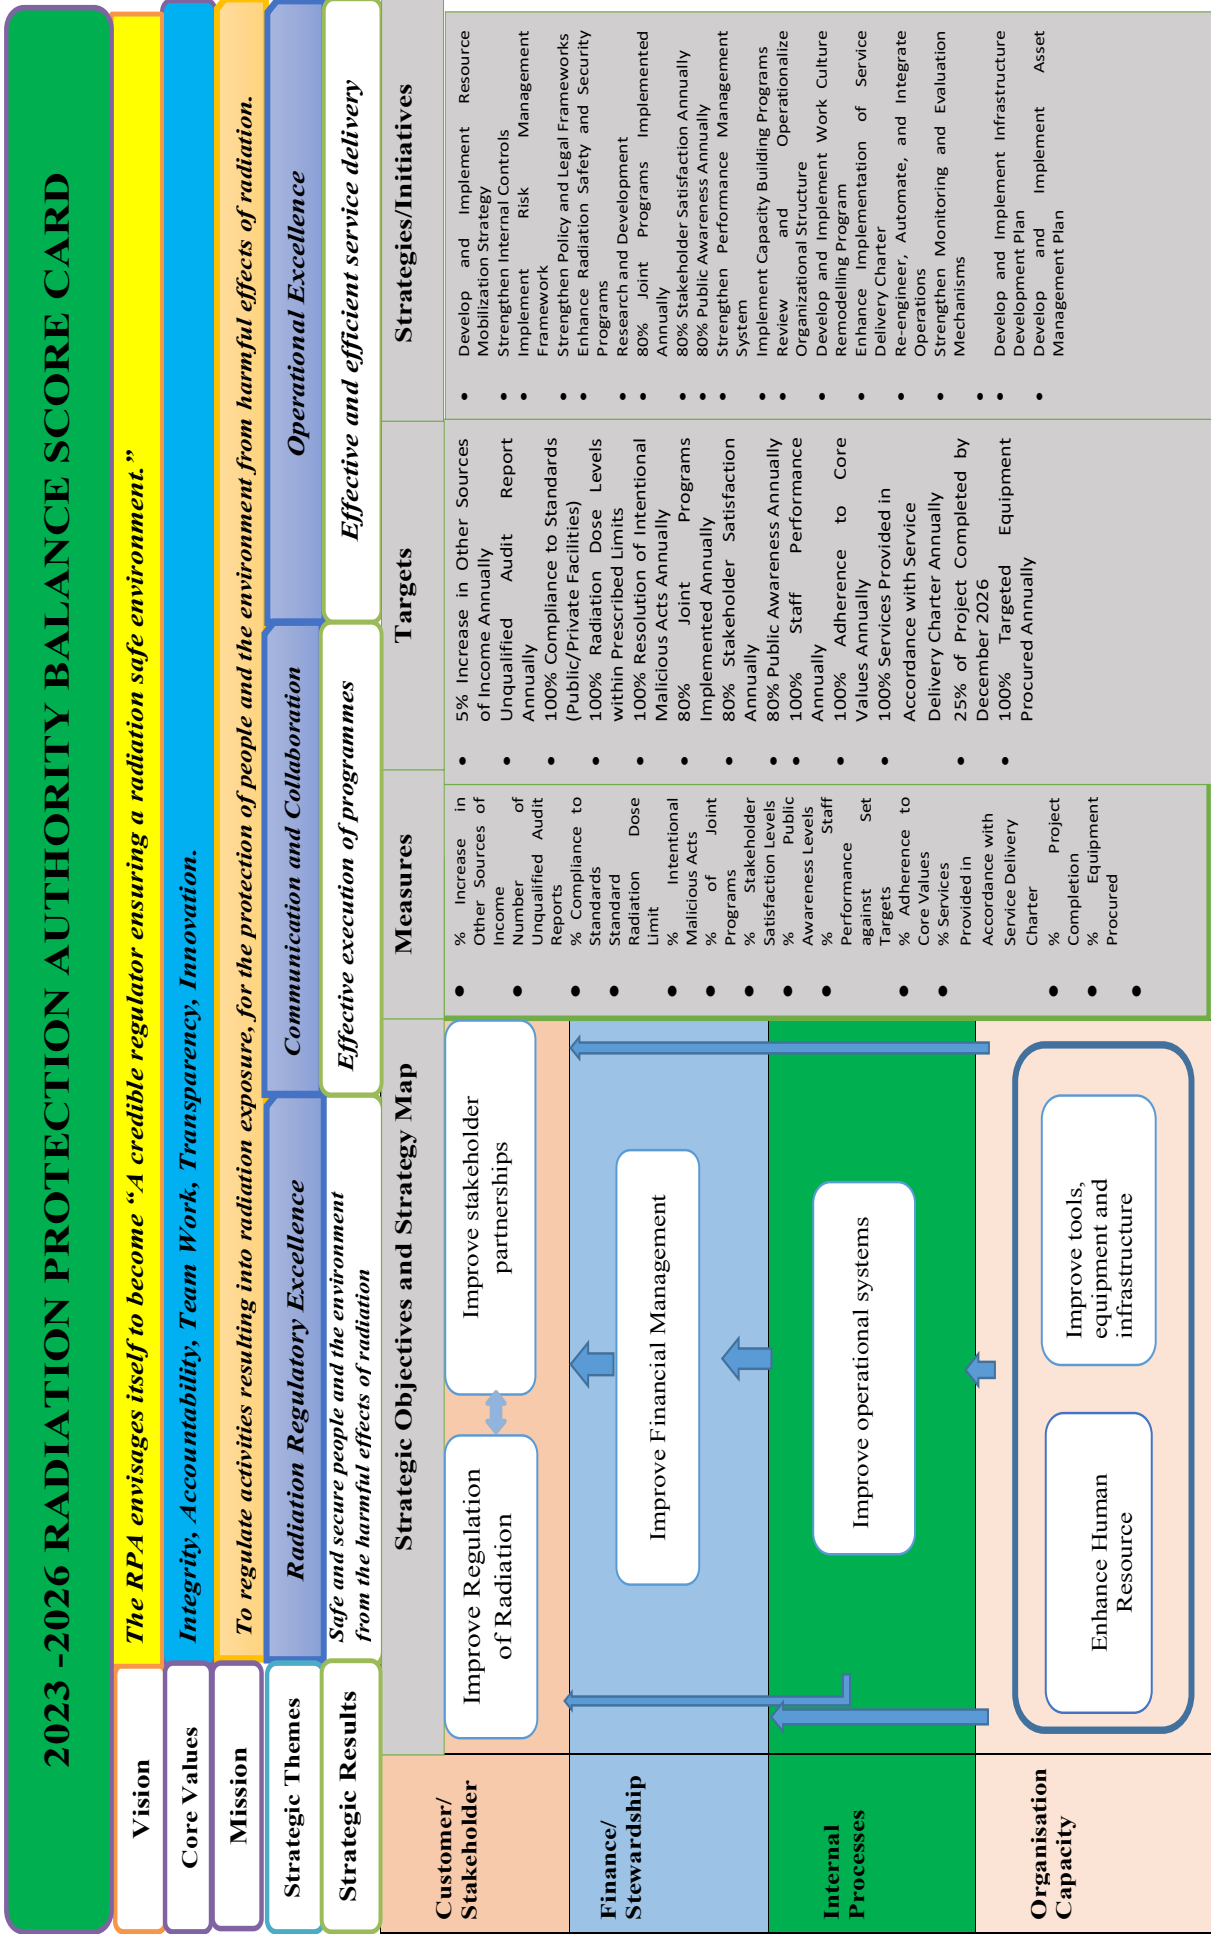 2023 -2026 RADIATION PROTECTION AUTHORITY BALANCE SCORE CARD
Vision
The RPA envisages itself to become “A credible regulator ensuring a radiation safe environment.”
Core Values
Integrity, Accountability, Team Work, Transparency, Innovation.
Mission
To regulate activities resulting into radiation exposure, for the protection of people and the environment from harmful effects of radiation.
Strategic Themes
Radiation Regulatory Excellence
Communication and Collaboration
Operational Excellence
Strategic Results
Safe and secure people and the environment
from the harmful effects of radiation
Effective execution of programmes
Effective and efficient service delivery
Strategic Objectives and Strategy Map
Measures
Targets
Strategies/Initiatives
Customer/
Stakeholder
Improve Regulation
of Radiation
Improve stakeholder
partnerships
Finance/
Stewardship
Improve Financial Management
Internal
Processes
Improve operational systems
Organisation
Capacity
Enhance Human
Resource
Improve tools,
equipment and
infrastructure
• % Increase in
Other Sources of
Income
• Number of
Unqualified Audit
Reports
• % Compliance to
Standards
• Standard
Radiation Dose
Limit
• % Intentional
Malicious Acts
• % of Joint
Programs
• % Stakeholder
Satisfaction Levels
• % Public
Awareness Levels
• % Staff
Performance
against Set
Targets
• % Adherence to
Core Values
• % Services
Provided in
Accordance with
Service Delivery
Charter
• % Project
Completion
• % Equipment
Procured
•
• 5% Increase in Other Sources
of Income Annually
• Unqualified Audit Report
Annually
• 100% Compliance to Standards
(Public/Private Facilities)
• 100% Radiation Dose Levels
within Prescribed Limits
• 100% Resolution of Intentional
Malicious Acts Annually
• 80% Joint Programs
Implemented Annually
• 80% Stakeholder Satisfaction
Annually
• 80% Public Awareness Annually
• 100% Staff Performance
Annually
• 100% Adherence to Core
Values Annually
• 100% Services Provided in
Accordance with Service
Delivery Charter Annually
• 25% of Project Completed by
December 2026
• 100% Targeted Equipment
Procured Annually
• Develop and Implement Resource
Mobilization Strategy
• Strengthen Internal Controls
• Implement Risk Management
Framework
• Strengthen Policy and Legal Frameworks
• Enhance Radiation Safety and Security
Programs
• Research and Development
• 80% Joint Programs Implemented
Annually
• 80% Stakeholder Satisfaction Annually
• 80% Public Awareness Annually
• Strengthen Performance Management
System
• Implement Capacity Building Programs
• Review and Operationalize
Organizational Structure
• Develop and Implement Work Culture
Remodelling Program
• Enhance Implementation of Service
Delivery Charter
• Re-engineer, Automate, and Integrate
Operations
• Strengthen Monitoring and Evaluation
Mechanisms
•
• Develop and Implement Infrastructure
Development Plan
• Develop and Implement Asset
Management Plan